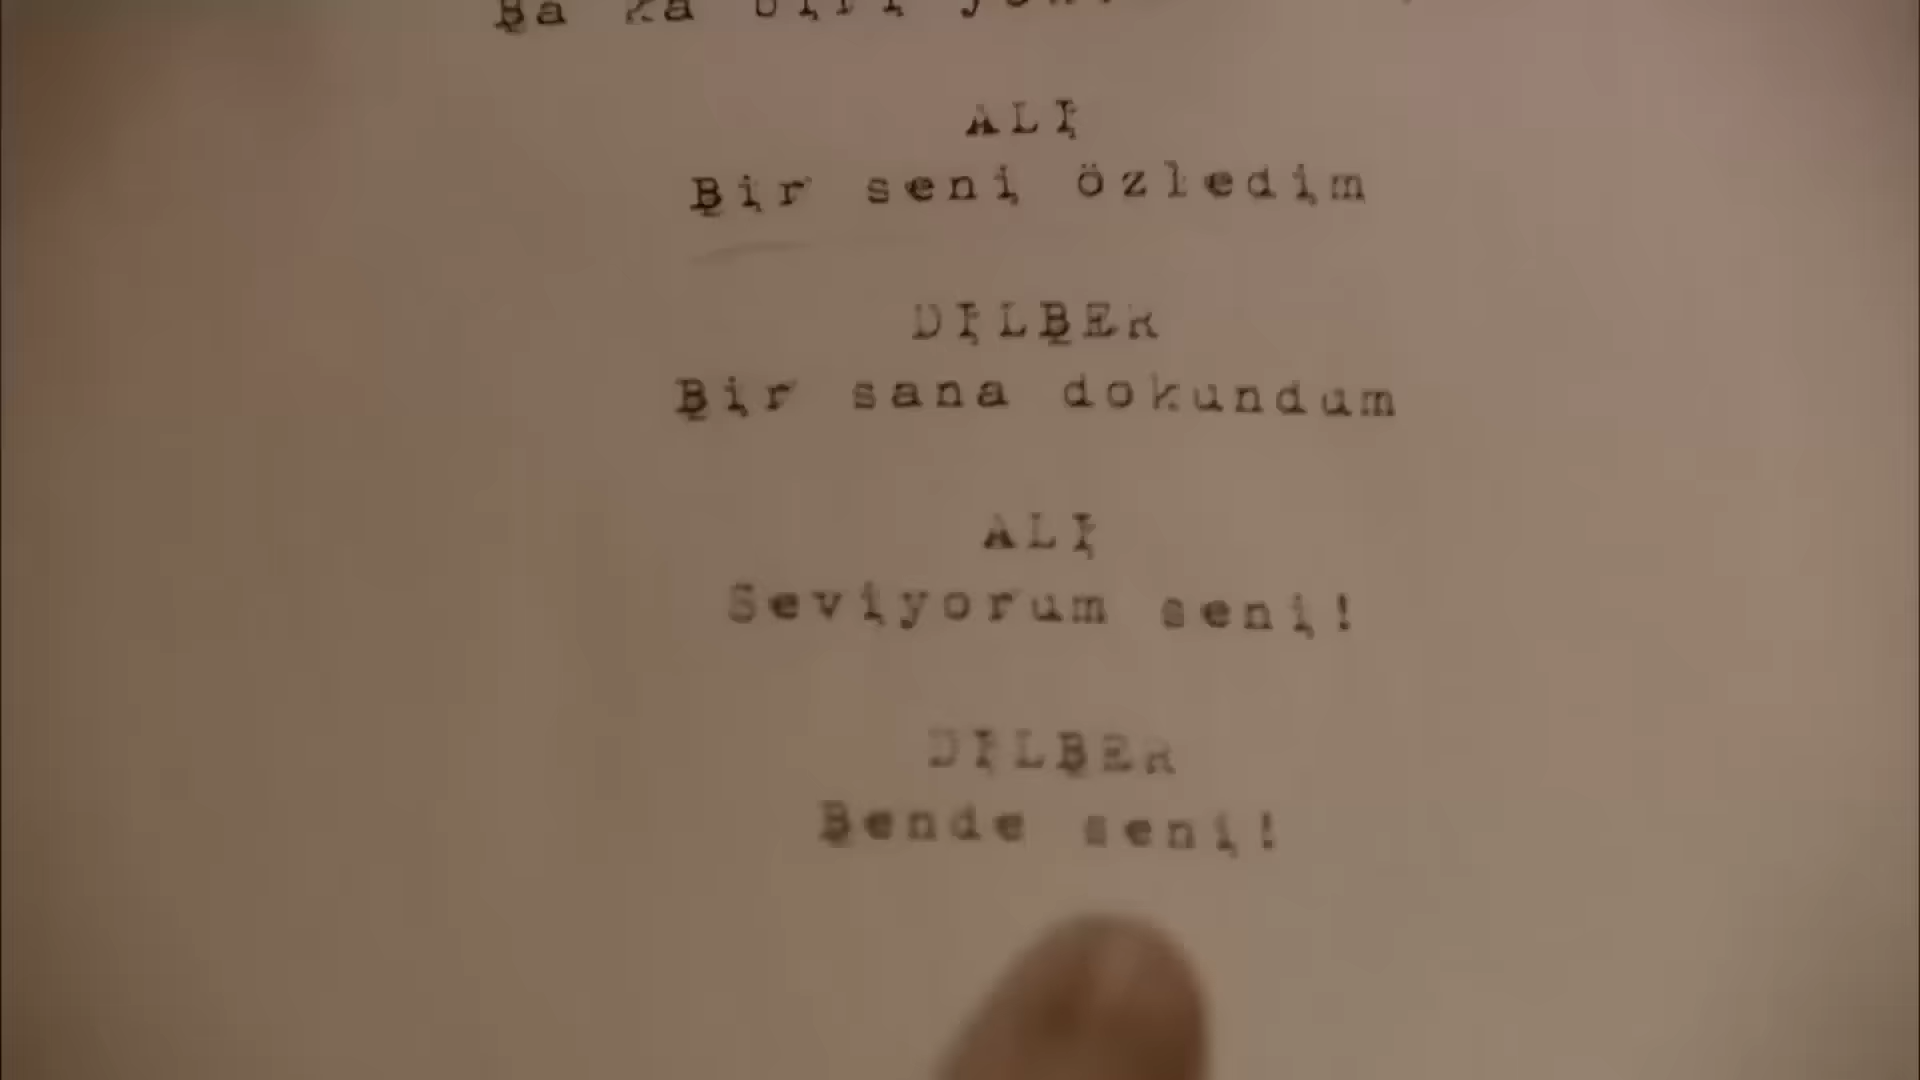 ALİ
Bir seni özledim
DİLBER
Bir sana dokundum
ALİ
Seviyorum seni!
DİLBER
Bende seni!